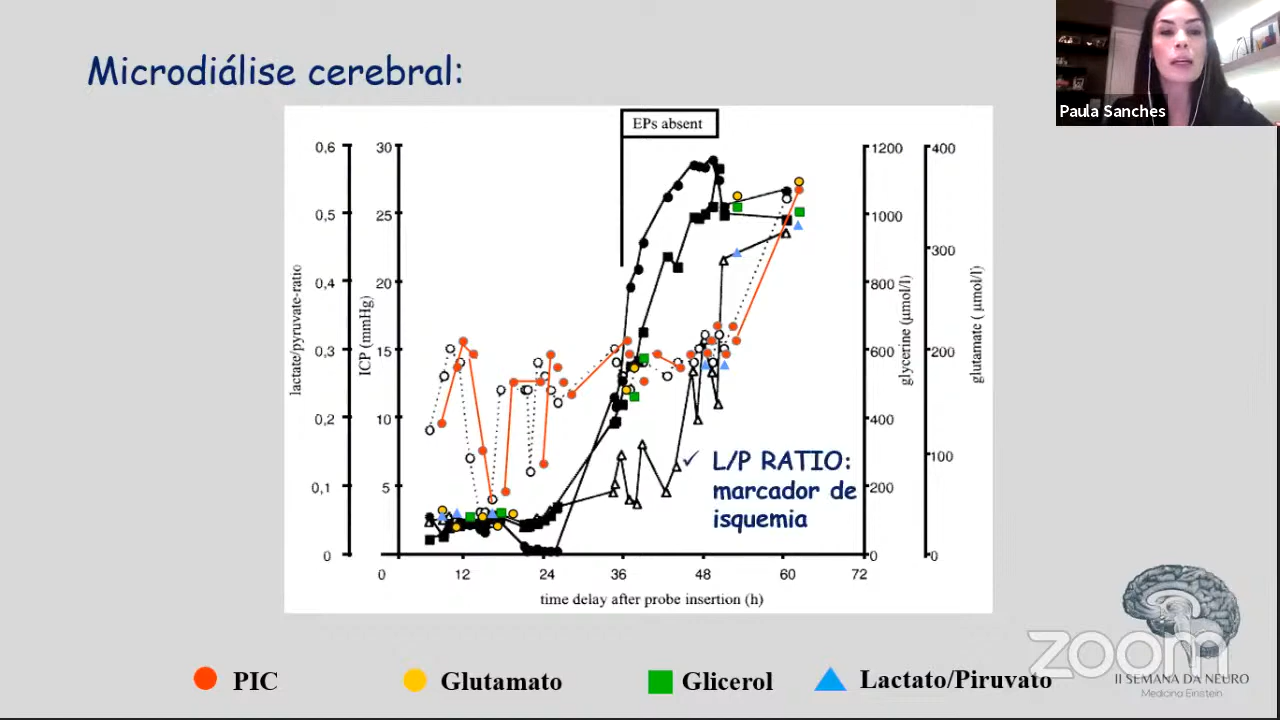 Paula Sanches
Microdiálise cerebral:
EPs absent
0,6
0,5
0,4
0,3
0,2
0,1
0
lactate/pyruvate-ratio
30
25
20
15
10
5
ICP (mmHg)
1200
1000
800
600
400
200
0
glycerine (µmol/l)
400
300
200
100
0
glutamate ( µmol/l)
✓ L/P RATIO:
marcador de
isquemia
0 12 24 36 48 60 72
time delay after probe insertion (h)
PIC Glutamato Glicerol Lactato/Piruvato
zoom
II SEMANA DA NEURO
Medicina Einstein